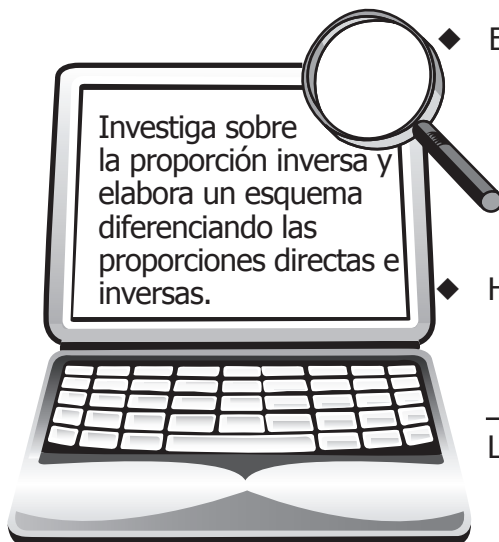 Investiga sobre
la proporción inversa y
elabora un esquema
diferenciando las
proporciones directas e
inversas.